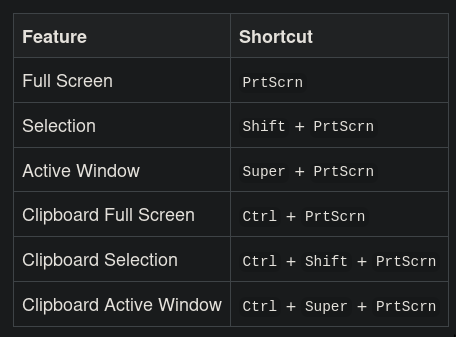 Feature Shortcut
Full Screen PrtScrn
Selection Shift + PrtScrn
Active Window Super + PrtScrn
Clipboard Full Screen Ctrl + PrtScrn
Clipboard Selection Ctrl + Shift + PrtScrn
Clipboard Active Window Ctrl + Super + PrtScrn